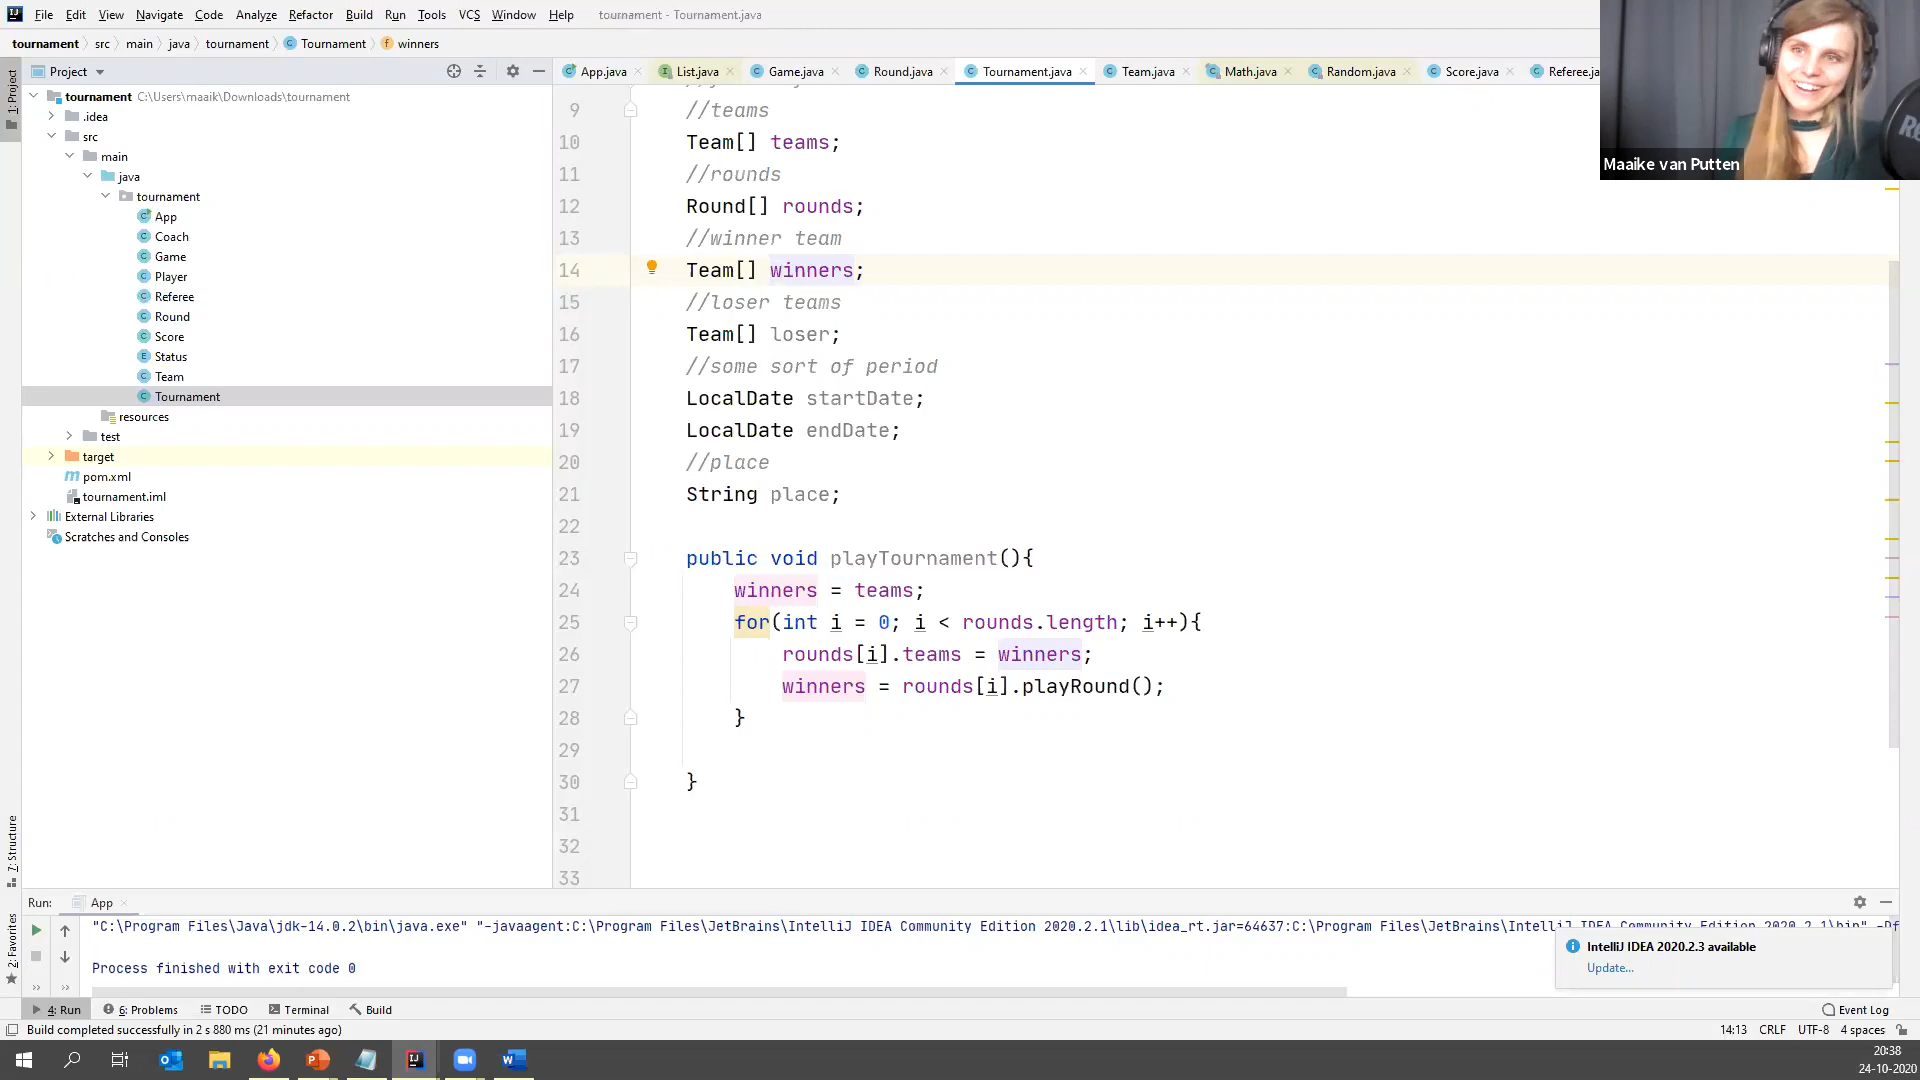 File Edit View Navigate Code Analyze Refactor Build Run Tools VCS Window Help tournament - Tournament.java
tournament src main java tournament Tournament winners
Project
App.java List.java Game.java Round.java Tournament.java Team.java Math.java Random.java Score.java Referee.ja
Maaike van Putten
1: Project
tournament C:\Users\maaik\Downloads\tournament
.idea
src
main
java
tournament
App
Coach
Game
Player
Referee
Round
Score
Status
Team
Tournament
resources
test
target
pom.xml
tournament.iml
External Libraries
Scratches and Consoles
7: Structure
2: Favorites
9 //teams
10 Team[] teams;
11 //rounds
12 Round[] rounds;
13 //winner team
14 Team[] winners;
15 //loser teams
16 Team[] loser;
17 //some sort of period
18 LocalDate startDate;
19 LocalDate endDate;
20 //place
21 String place;
22
23 public void playTournament(){
24 winners = teams;
25 for(int i = 0; i < rounds.length; i++){
26 rounds[i].teams = winners;
27 winners = rounds[i].playRound();
28 }
29
30 }
31
32
33
Run: App
"C:\Program Files\Java\jdk-14.0.2\bin\java.exe" "-javaagent:C:\Program Files\JetBrains\IntelliJ IDEA Community Edition 2020.2.1\lib\idea_rt.jar=64637:C:\Program Files\JetBrains\IntelliJ IDEA Community Edition 2020.2.1\bin" -Df
Process finished with exit code 0
IntelliJ IDEA 2020.2.3 available
Update...
4: Run 6: Problems TODO Terminal Build Event Log
Build completed successfully in 2 s 880 ms (21 minutes ago) 14:13 CRLF UTF-8 4 spaces
20:38
24-10-2020